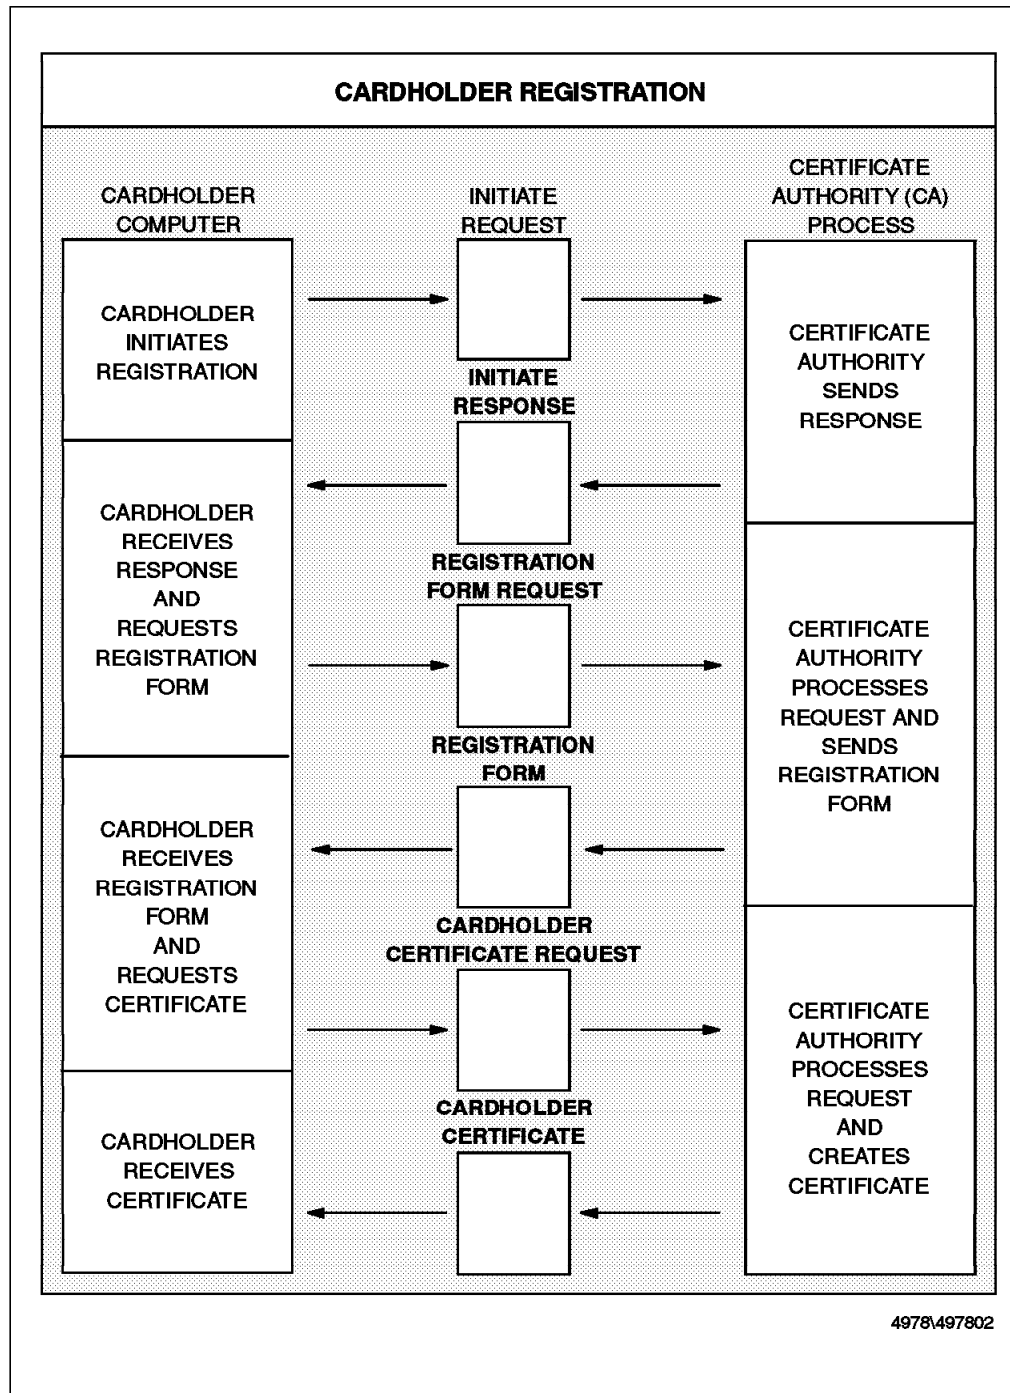 CARDHOLDER REGISTRATION
CARDHOLDER
COMPUTER
INITIATE
REQUEST
CERTIFICATE
AUTHORITY (CA)
PROCESS
CARDHOLDER
INITIATES
REGISTRATION
CERTIFICATE
AUTHORITY
SENDS
RESPONSE
INITIATE
RESPONSE
CARDHOLDER
RECEIVES
RESPONSE
AND
REQUESTS
REGISTRATION
FORM
REGISTRATION
FORM REQUEST
CERTIFICATE
AUTHORITY
PROCESSES
REQUEST AND
SENDS
REGISTRATION
FORM
REGISTRATION
FORM
CARDHOLDER
RECEIVES
REGISTRATION
FORM
AND
REQUESTS
CERTIFICATE
CARDHOLDER
CERTIFICATE REQUEST
CERTIFICATE
AUTHORITY
PROCESSES
REQUEST
AND
CREATES
CERTIFICATE
CARDHOLDER
CERTIFICATE
CARDHOLDER
RECEIVES
CERTIFICATE
4978\497802